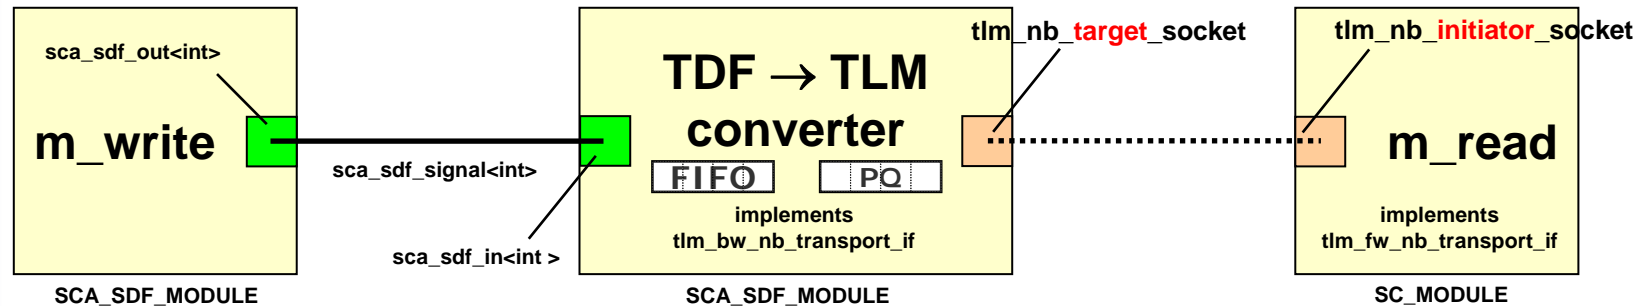 sca_sdf_out<int>
m_write
sca_sdf_signal<int>
sca_sdf_in<int >
SCA_SDF_MODULE
TDF → TLM
converter
FIFO
PQ
implements
tlm_bw_nb_transport_if
SCA_SDF_MODULE
tlm_nb_target_socket
tlm_nb_initiator_socket
m_read
implements
tlm_fw_nb_transport_if
SC_MODULE